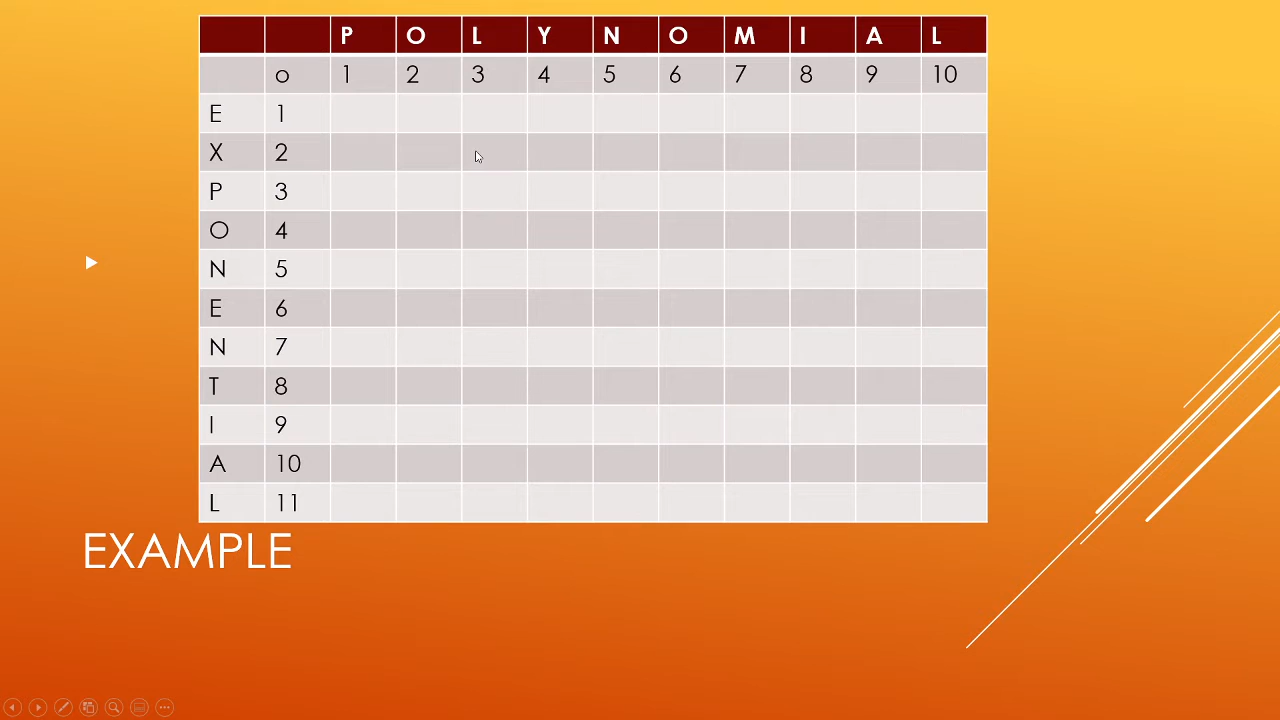 P O L Y N O M I A L
o 1 2 3 4 5 6 7 8 9 10
E 1
X 2
P 3
O 4
N 5
E 6
N 7
T 8
I 9
A 10
L 11
EXAMPLE